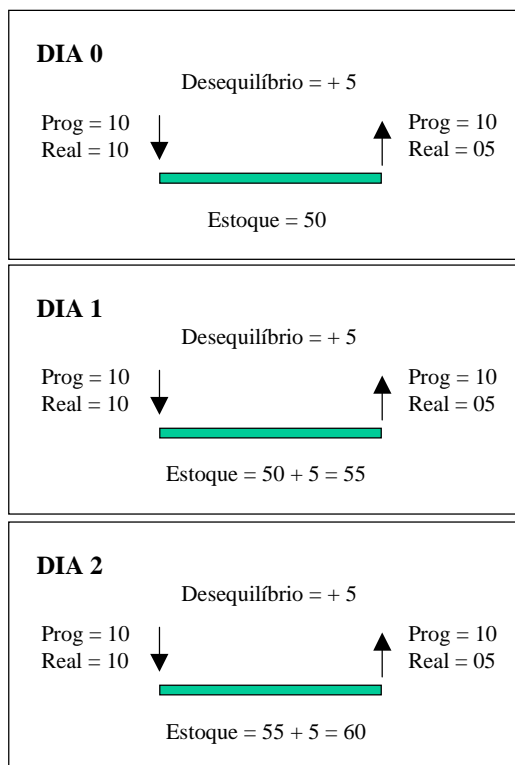 DIA 0
Desequilíbrio = + 5
Prog = 10
Real = 10
Prog = 10
Real = 05
Estoque = 50
DIA 1
Desequilíbrio = + 5
Prog = 10
Real = 10
Prog = 10
Real = 05
Estoque = 50 + 5 = 55
DIA 2
Desequilíbrio = + 5
Prog = 10
Real = 10
Prog = 10
Real = 05
Estoque = 55 + 5 = 60